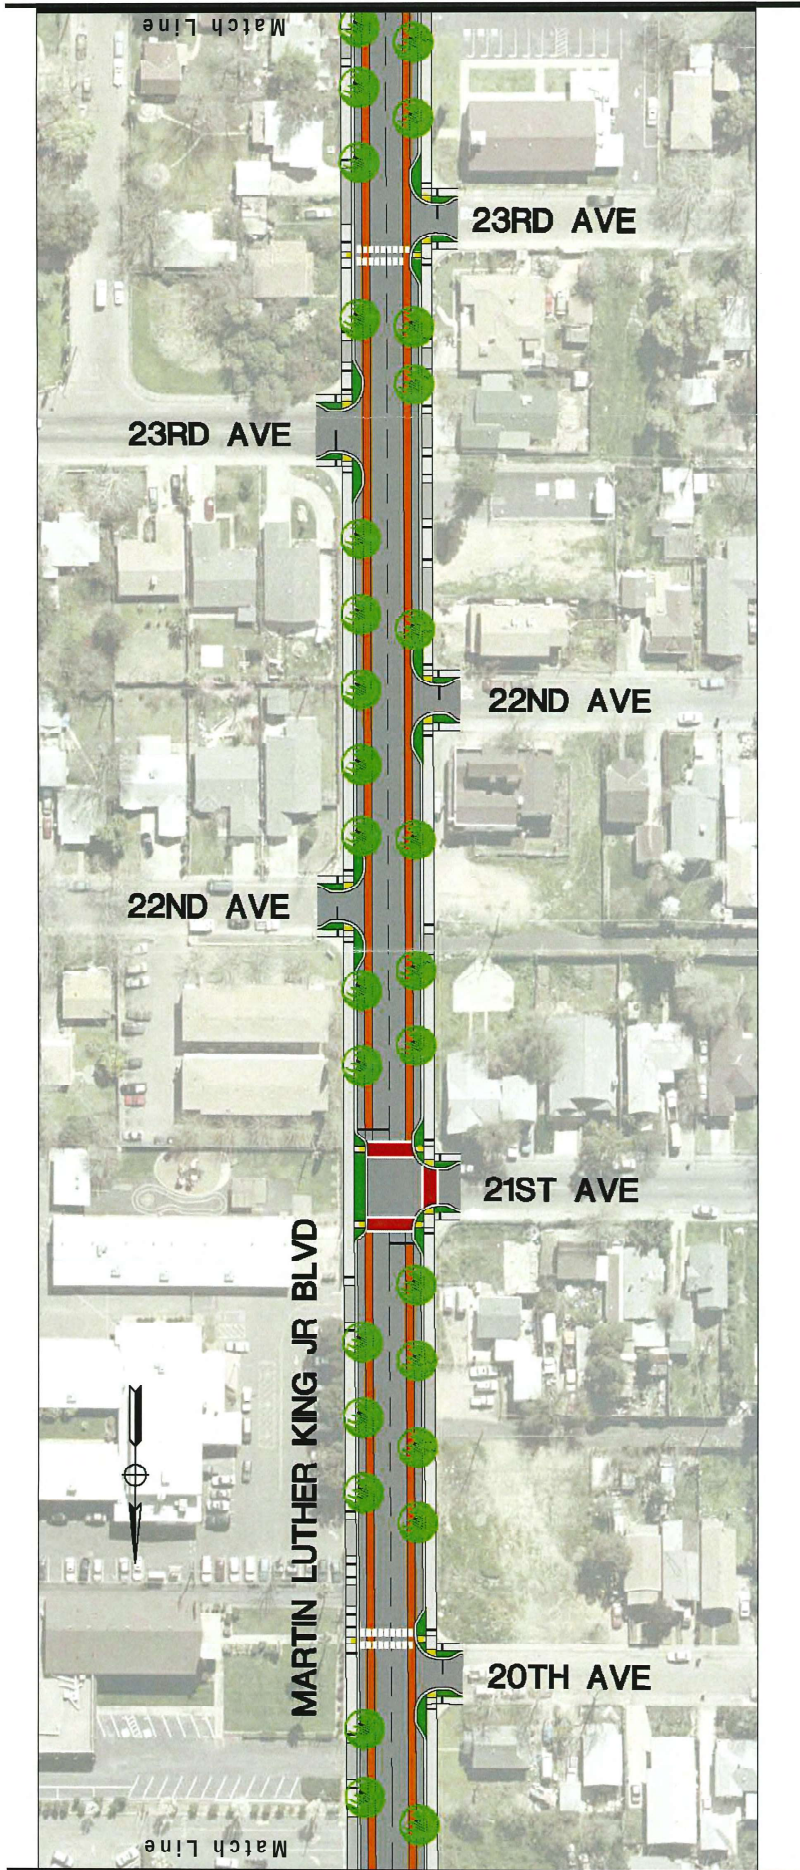 Match Line
23RD AVE
23RD AVE
22ND AVE
22ND AVE
21ST AVE
MARTIN LUTHER KING JR BLVD
20TH AVE
Match Line